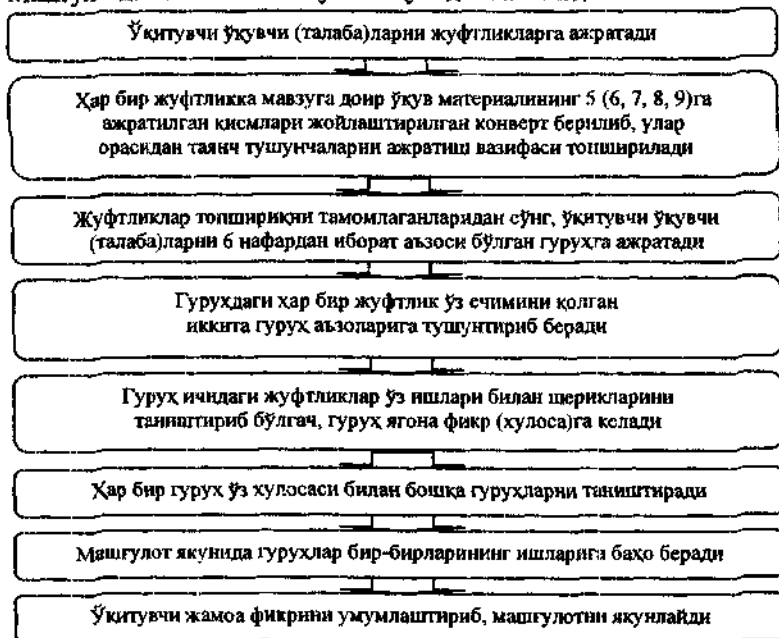 Ўқитувчи ўқувчи (талаба)ларни жуфтликларга ажратади
Ҳар бир жуфтликка мавзуга доир ўқув материалининг 5 (6, 7, 8, 9)га
ажратилган қисмлари жойлаштирилган конверт берилиб, улар
орасидан таянч тушунчаларни ажратиш вазифаси топширилади
Жуфтликлар топшириқни тамомлаганларидан сўнг, ўқитувчи ўқувчи
(талаба)ларни 6 нафардан иборат аъзоси бўлган гуруҳга ажратади
Гуруҳдаги ҳар бир жуфтлик ўз ечимини қолган
иккита гуруҳ аъзоларига тушунтириб беради
Гуруҳ ичидаги жуфтликлар ўз ишлари билан шерикларини
таништириб бўлгач, гуруҳ ягона фикр (хулоса)га келади
Ҳар бир гуруҳ ўз хулосаси билан бошқа гуруҳларни таништиради
Машғулот якунида гуруҳлар бир-бирларининг ишларига баҳо беради
Ўқитувчи жамоа фикрини умумлаштириб, машғулотни якунлайди